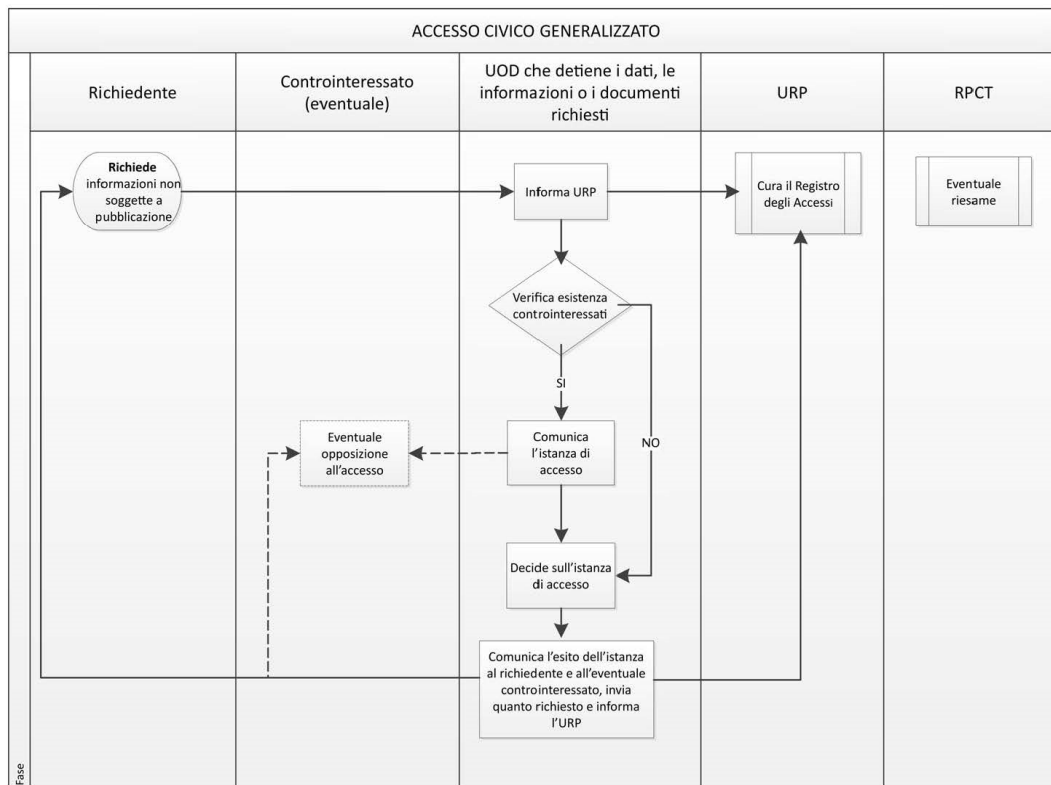 ACCESSO CIVICO GENERALIZZATO
Richiedente
Controinteressato
(eventuale)
UOD che detiene i dati, le
informazioni o i documenti
richiesti
URP
RPCT
Richiede
informazioni non
soggette a
pubblicazione
Informa URP
Cura il Registro
degli Accessi
Eventuale
riesame
Verifica esistenza
controinteressati
SI
NO
Eventuale
opposizione
all'accesso
Comunica
l'istanza di
accesso
Decide sull'istanza
di accesso
Comunica l'esito dell'istanza
al richiedente e all'eventuale
controinteressato, invia
quanto richiesto e informa
l'URP
Fase